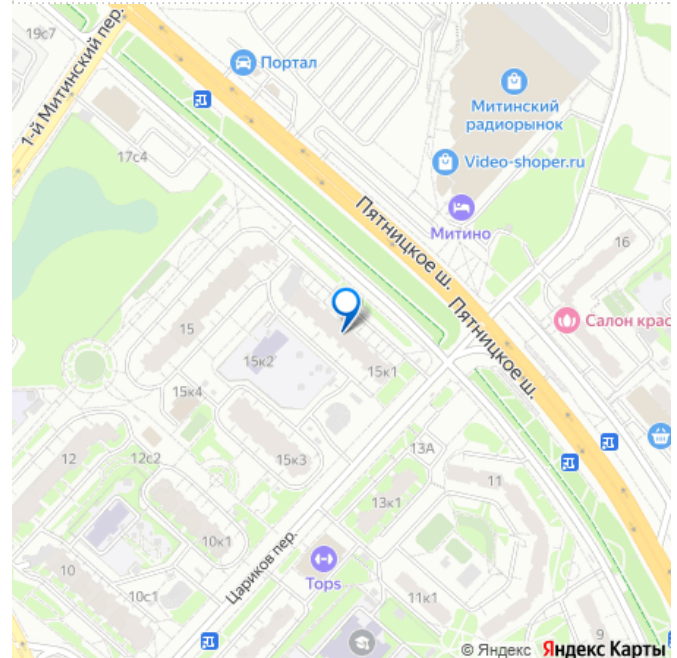 19с7
1-й Митинский пер.
Портал
Митинский
радиорынок
Video-shoper.ru
17с4
Митино
Пятницкое ш.
16
Салон крас
Пятницкое ш.
15
15к2
15к1
15к4
13А
12
12с2
15к3
11
13к1
10к1
10
10с1
Цариков пер.
Tops
11к1
9
© Яндекс Яндекс Карты